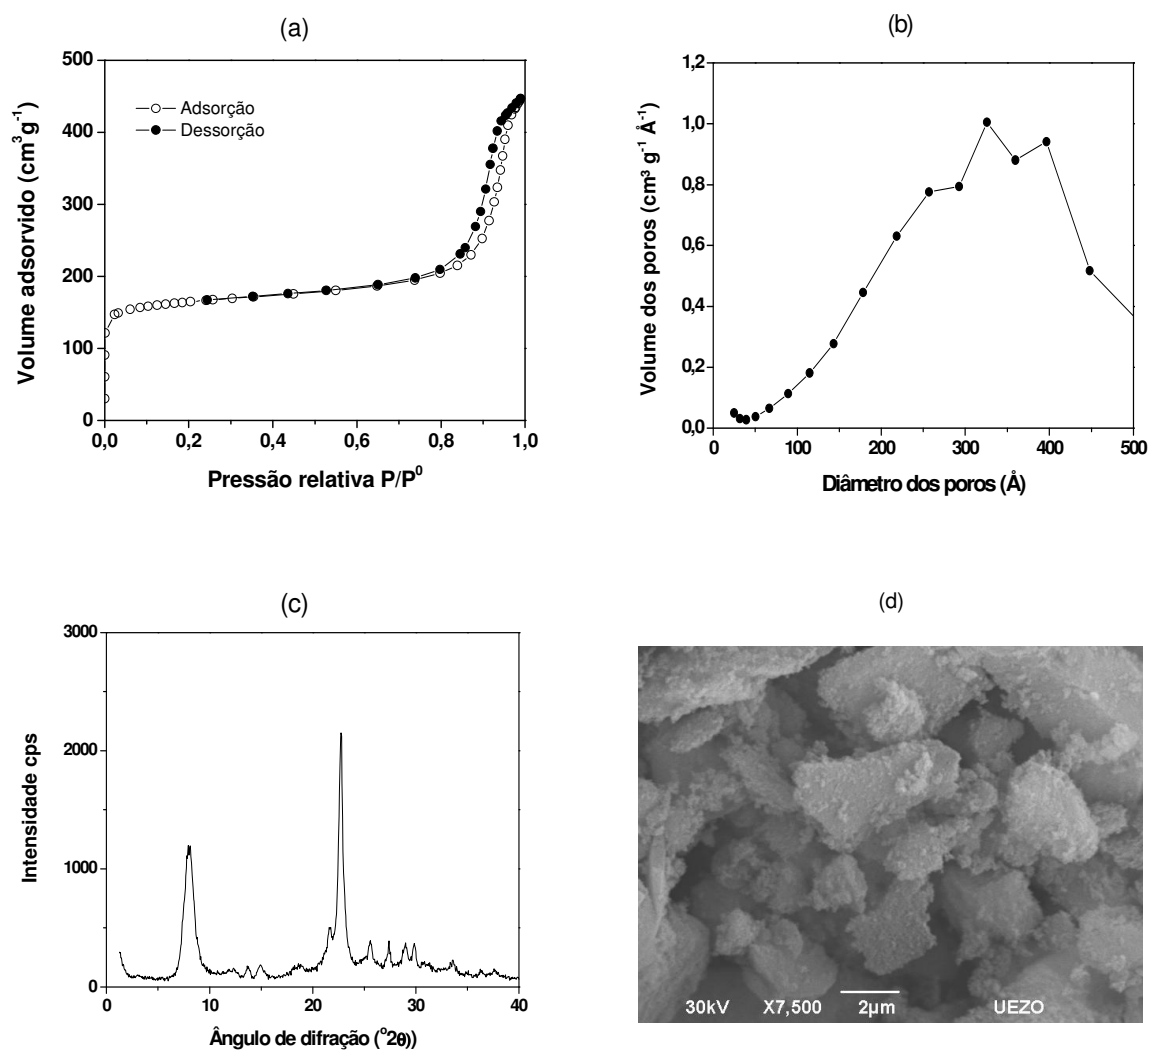 (a)
500
400
300
200
100
0
0,0
0,2
0,4
0,6
0,8
1,0
Volume adsorvido (cm³g⁻¹)
Pressão relativa P/P⁰
Adsorção
Dessorção
(b)
1,2
1,0
0,8
0,6
0,4
0,2
0,0
0
100
200
300
400
500
Volume dos poros (cm³ g⁻¹ Å⁻¹)
Diâmetro dos poros (Å)
(c)
3000
2000
1000
0
0
10
20
30
40
Intensidade cps
Ângulo de difração (°2θ))
(d)
30kV X7,500 2µm UEZO